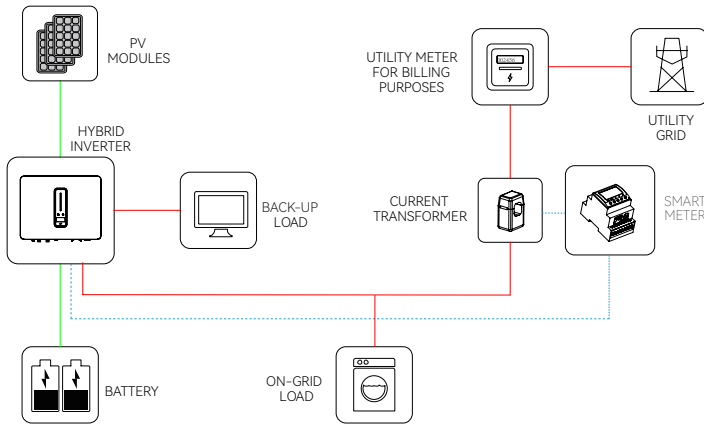 PV
MODULES
UTILITY METER
FOR BILLING
PURPOSES
UTILITY
GRID
HYBRID
INVERTER
BACK-UP
LOAD
CURRENT
TRANSFORMER
SMART
METER
BATTERY
ON-GRID
LOAD